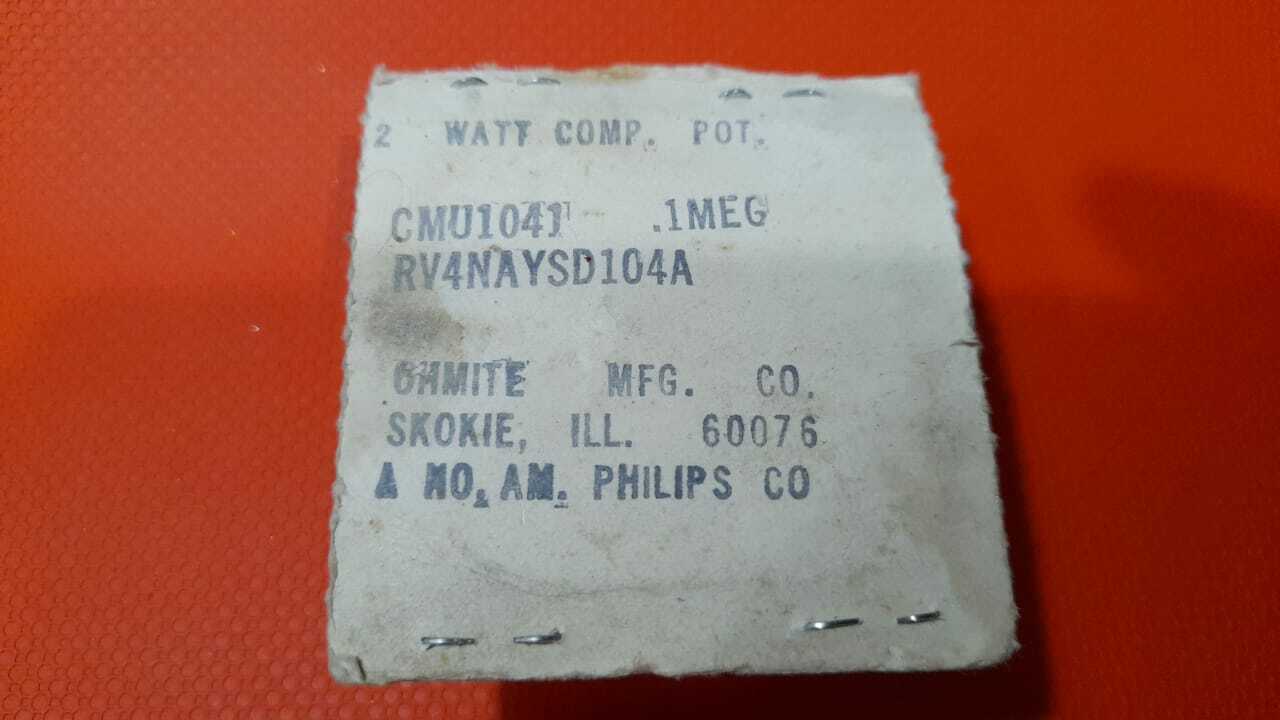 2 WATT COMP. POT.
CMU1041 .1MEG
RV4NAYSD104A
OHMITE MFG. CO.
SKOKIE, ILL. 60076
A NO. AM. PHILIPS CO